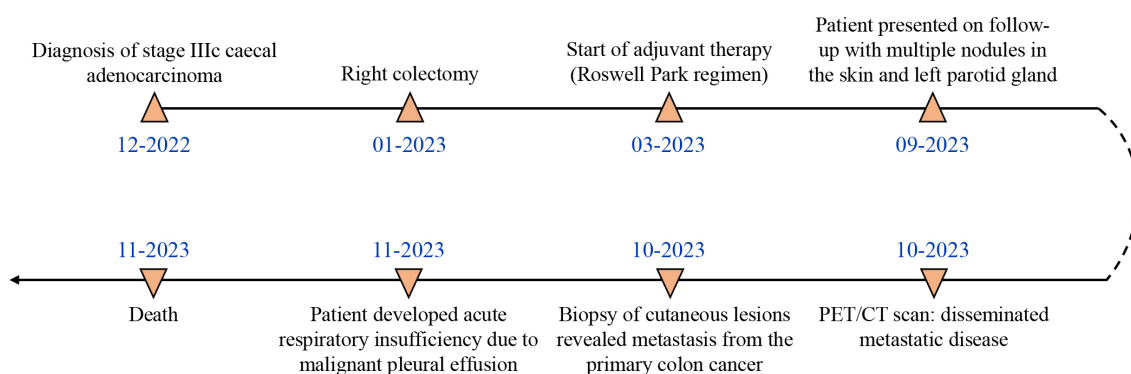 Diagnosis of stage IIIc caecal
adenocarcinoma
12-2022
Right colectomy
01-2023
Start of adjuvant therapy
(Roswell Park regimen)
03-2023
Patient presented on follow-
up with multiple nodules in
the skin and left parotid gland
09-2023
10-2023
PET/CT scan: disseminated
metastatic disease
10-2023
Biopsy of cutaneous lesions
revealed metastasis from the
primary colon cancer
11-2023
Patient developed acute
respiratory insufficiency due to
malignant pleural effusion
11-2023
Death